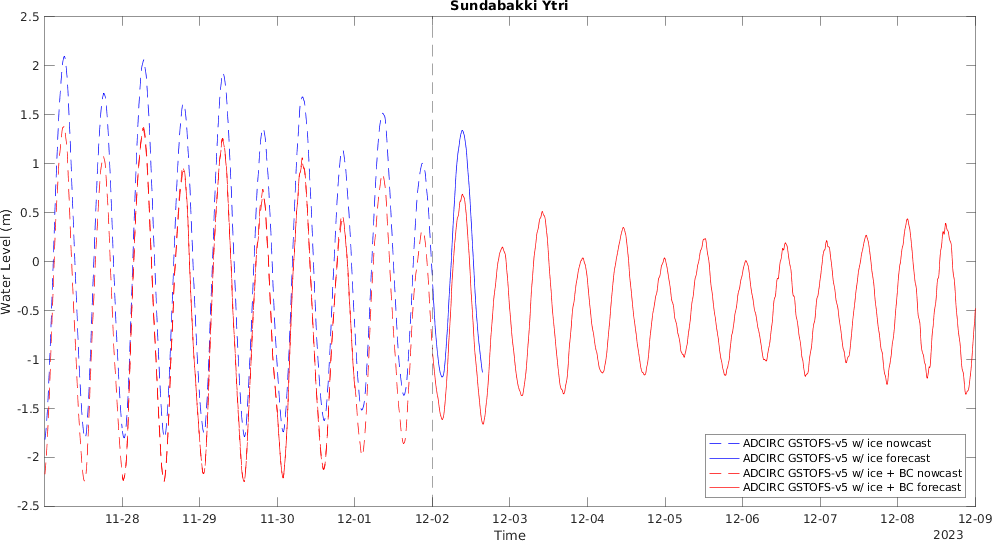 Sundabakki Ytri
2.5
2
1.5
1
0.5
0
-0.5
-1
-1.5
-2
-2.5
Water Level (m)
ADCIRC GSTOFS-v5 w/ ice nowcast
ADCIRC GSTOFS-v5 w/ ice forecast
ADCIRC GSTOFS-v5 w/ ice + BC nowcast
ADCIRC GSTOFS-v5 w/ ice + BC forecast
11-28 11-29 11-30 12-01 12-02 12-03 12-04 12-05 12-06 12-07 12-08 12-09
Time
2023